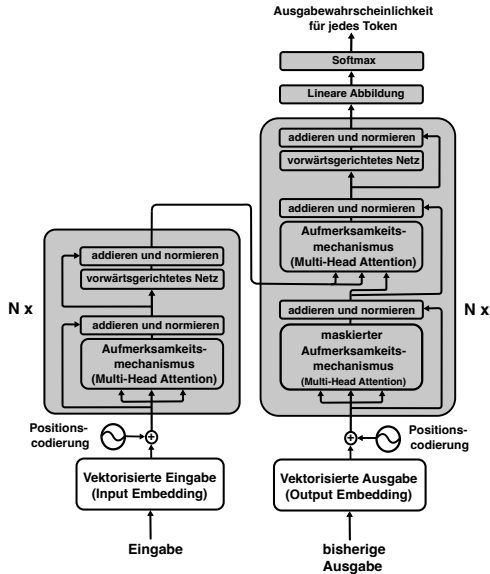 Ausgabewahrscheinlichkeit
für jedes Token
Softmax
Lineare Abbildung
addieren und normieren
vorwärtsgerichtetes Netz
addieren und normieren
Aufmerksamkeits-
mechanismus
(Multi-Head Attention)
addieren und normieren
maskierter
Aufmerksamkeits-
mechanismus
(Multi-Head Attention)
N x
Positions-
codierung
Vektorisierte Ausgabe
(Output Embedding)
bisherige
Ausgabe
addieren und normieren
vorwärtsgerichtetes Netz
addieren und normieren
Aufmerksamkeits-
mechanismus
(Multi-Head Attention)
N x
Positions-
codierung
Vektorisierte Eingabe
(Input Embedding)
Eingabe